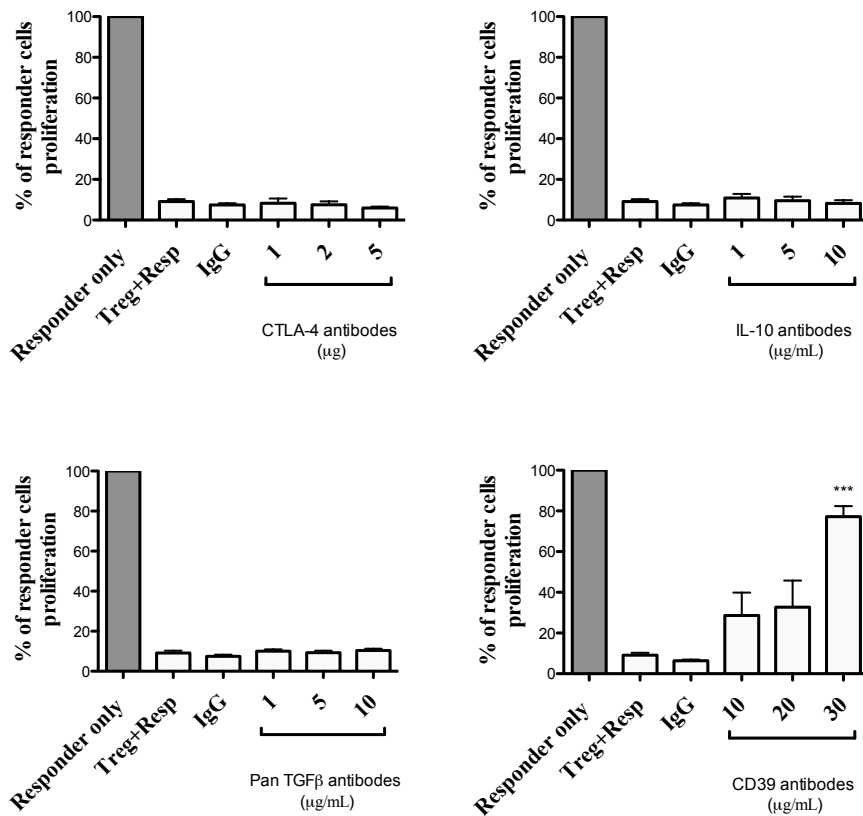 % of responder cells
proliferation
100
80
60
40
20
0
Responder only
Treg+Resp
IgG
1
2
5
CTLA-4 antibodes
(µg)
% of responder cells
proliferation
100
80
60
40
20
0
Responder only
Treg+Resp
IgG
1
5
10
IL-10 antibodes
(µg/mL)
% of responder cells
proliferation
100
80
60
40
20
0
Responder only
Treg+Resp
IgG
1
5
10
Pan TGFβ antibodes
(µg/mL)
% of responder cells
proliferation
100
80
60
40
20
0
***
Responder only
Treg+Resp
IgG
10
20
30
CD39 antibodes
(µg/mL)